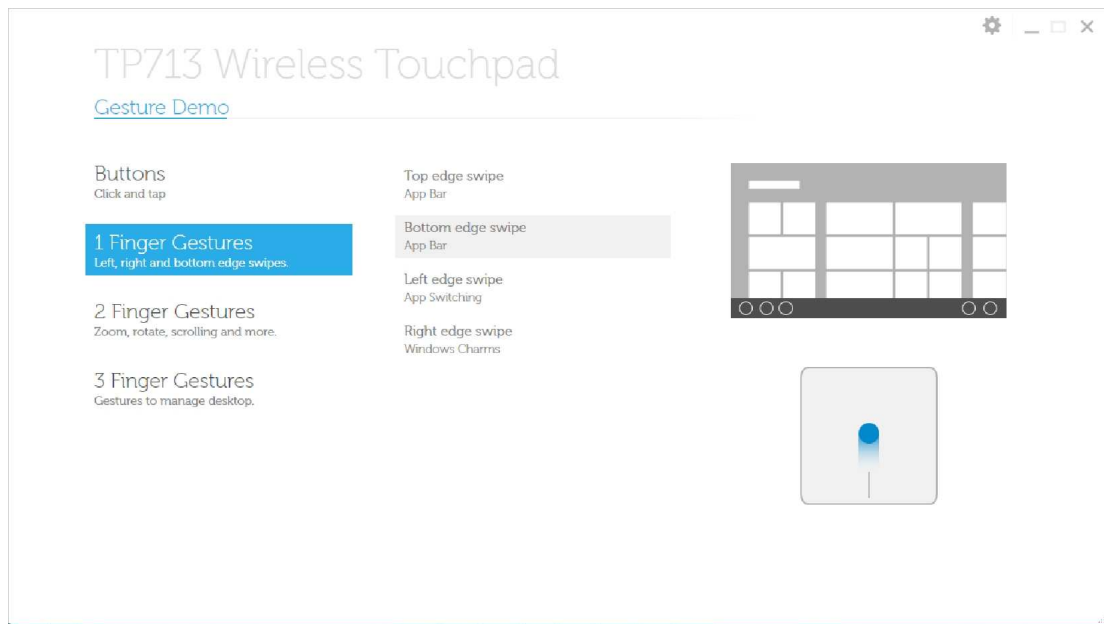 TP713 Wireless Touchpad
Gesture Demo
Buttons
Click and tap
1 Finger Gestures
Left, right and bottom edge swipes.
2 Finger Gestures
Zoom, rotate, scrolling and more.
3 Finger Gestures
Gestures to manage desktop.
Top edge swipe
App Bar
Bottom edge swipe
App Bar
Left edge swipe
App Switching
Right edge swipe
Windows Charms